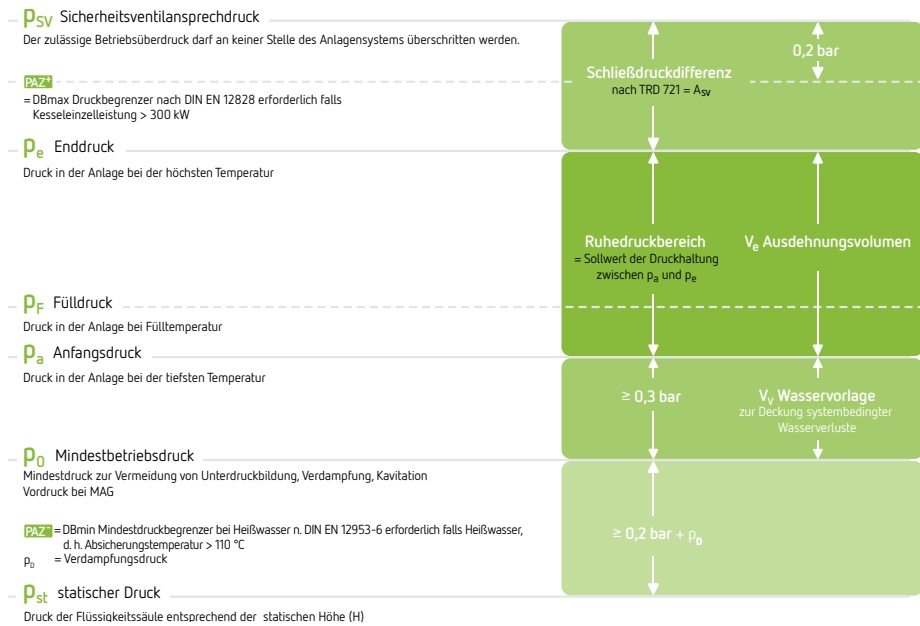 pSV Sicherheitsventilansprechdruck
Der zulässige Betriebsüberdruck darf an keiner Stelle des Anlagensystems überschritten werden.
PAZ+
= DBmax Druckbegrenzer nach DIN EN 12828 erforderlich falls
Kesseleinzelleistung > 300 kW
pe Enddruck
Druck in der Anlage bei der höchsten Temperatur
pF Fülldruck
Druck in der Anlage bei Fülltemperatur
pa Anfangsdruck
Druck in der Anlage bei der tiefsten Temperatur
p0 Mindestbetriebsdruck
Mindestdruck zur Vermeidung von Unterdruckbildung, Verdampfung, Kavitation
Vordruck bei MAG
PAZ− = DBmin Mindestdruckbegrenzer bei Heißwasser n. DIN EN 12953-6 erforderlich falls Heißwasser,
d. h. Absicherungstemperatur > 110 °C
pD = Verdampfungsdruck
pst statischer Druck
Druck der Flüssigkeitssäule entsprechend der statischen Höhe (H)
Schließdruckdifferenz
nach TRD 721 = ASV
0,2 bar
Ruhedruckbereich
= Sollwert der Druckhaltung
zwischen pa und pe
Ve Ausdehnungsvolumen
≥ 0,3 bar
Vv Wasservorlage
zur Deckung systembedingter
Wasserverluste
≥ 0,2 bar + pD